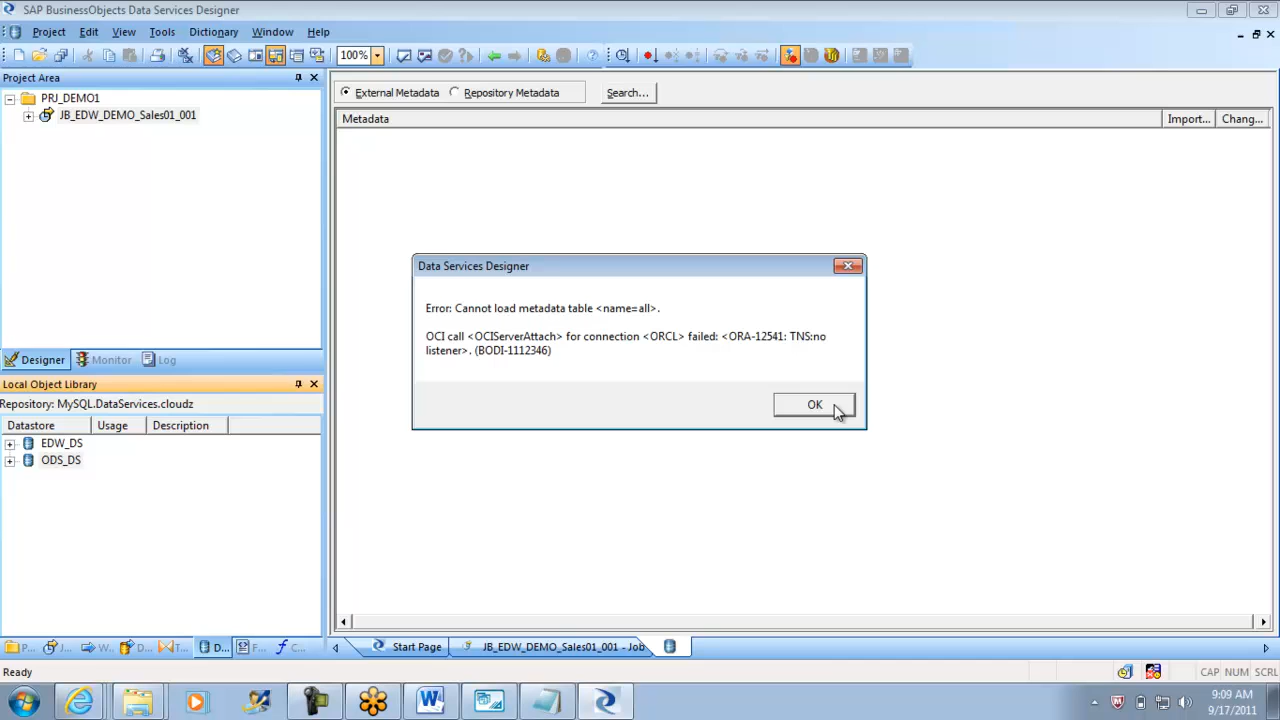 SAP BusinessObjects Data Services Designer
Project Edit View Tools Dictionary Window Help
100%
Project Area
PRJ_DEMO1
JB_EDW_DEMO_Sales01_001
External Metadata Repository Metadata Search...
Metadata Import... Chang...
Data Services Designer
Error: Cannot load metadata table <name=all>.
OCI call <OCIServerAttach> for connection <ORCL> failed: <ORA-12541: TNS:no
listener>. (BODI-1112346)
OK
Designer Monitor Log
Local Object Library
Repository: MySQL.DataServices.cloudz
Datastore Usage Description
EDW_DS
ODS_DS
P... J... W... D... T... D... F... C...
Start Page JB_EDW_DEMO_Sales01_001 - Job
Ready CAP NUM SCRL
9:09 AM
9/17/2011